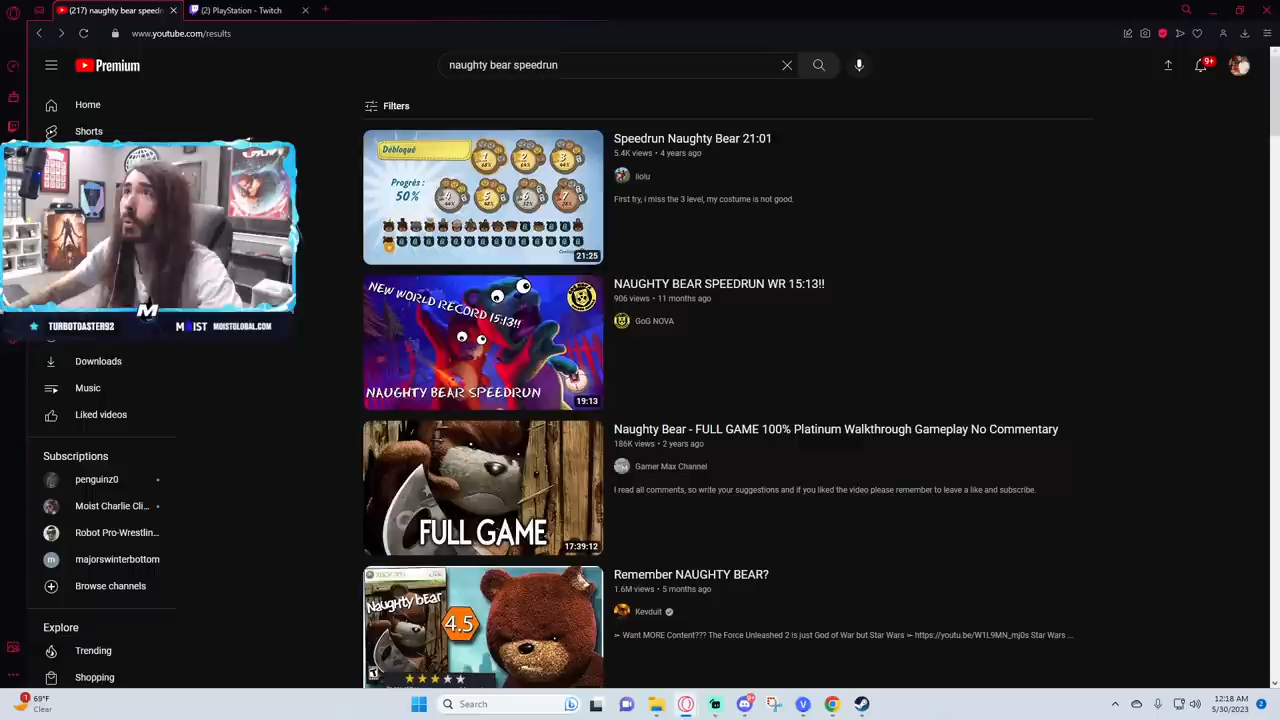 (217) naughty bear speedr
(2) PlayStation - Twitch
www.youtube.com/results
Premium
naughty bear speedrun
9+
Home
Shorts
Filters
Débloqué
Progrès :
50%
21:25
Speedrun Naughty Bear 21:01
5.4K views • 4 years ago
liolu
First try, i miss the 3 level, my costume is not good.
TURBOTOASTER92
M
MOIST
MOISTGLOBAL.COM
NEW WORLD RECORD 15:13!!
NAUGHTY BEAR SPEEDRUN
19:13
NAUGHTY BEAR SPEEDRUN WR 15:13!!
906 views • 11 months ago
GoG NOVA
Downloads
Music
Liked videos
Subscriptions
penguinz0
Moist Charlie Cli...
Robot Pro-Wrestlin...
m
majorswinterbottom
Browse channels
Explore
Trending
Shopping
FULL GAME
17:39:12
Naughty Bear - FULL GAME 100% Platinum Walkthrough Gameplay No Commentary
186K views • 2 years ago
Gamer Max Channel
I read all comments, so write your suggestions and if you liked the video please remember to leave a like and subscribe.
Naughty bear
4.5
Remember NAUGHTY BEAR?
1.6M views • 5 months ago
Kevduit
➢ Want MORE Content??? The Force Unleashed 2 is just God of War but Star Wars ➢ https://youtu.be/W1L9MN_mj0s Star Wars ...
1
69°F
Clear
Search
9+
12:18 AM
5/30/2023
2